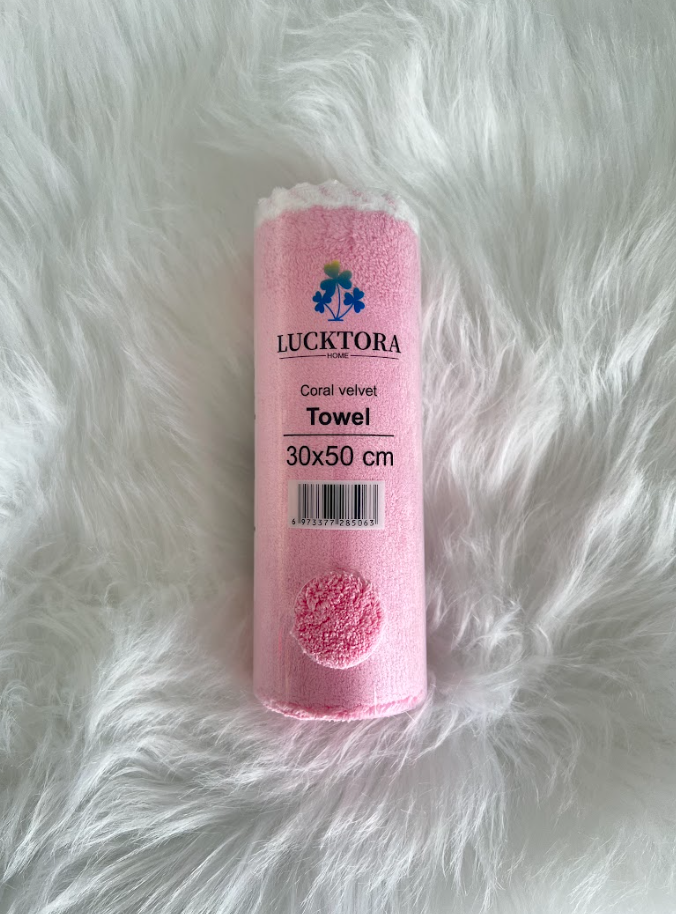 LUCKTORA
HOME
Coral velvet
Towel
30x50 cm
6 973377 285063